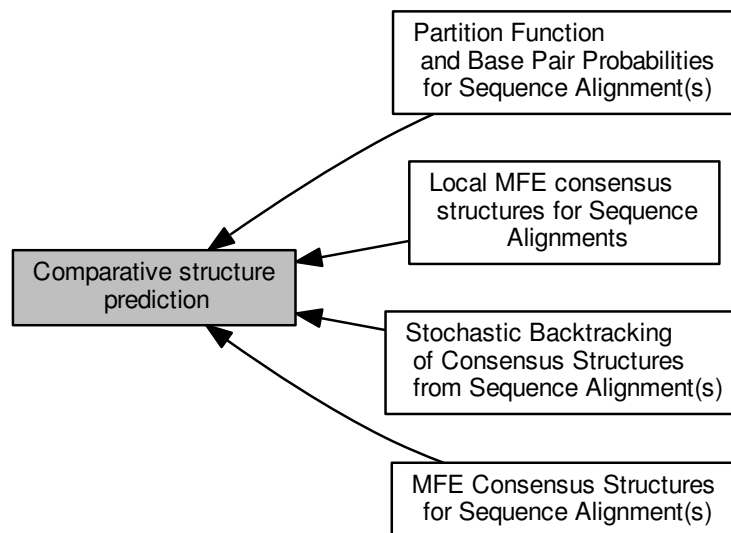 Partition Function
and Base Pair Probabilities
for Sequence Alignment(s)
Local MFE consensus
structures for Sequence
Alignments
Comparative structure
prediction
Stochastic Backtracking
of Consensus Structures
from Sequence Alignment(s)
MFE Consensus Structures
for Sequence Alignment(s)